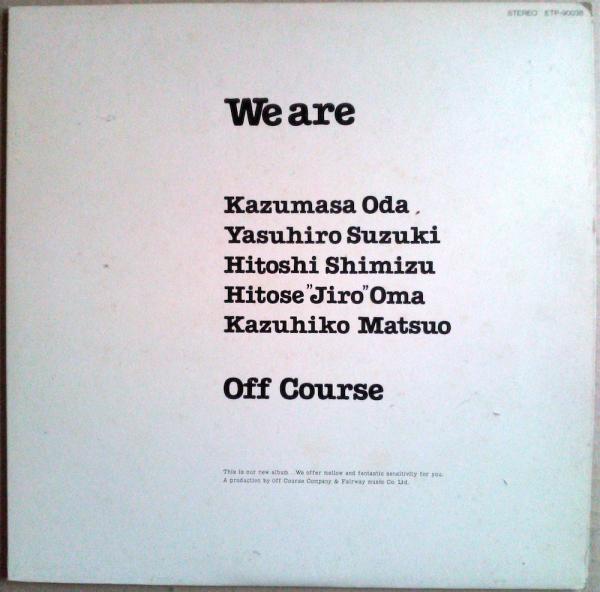 STEREO ETP-90038
We are
Kazumasa Oda
Yasuhiro Suzuki
Hitoshi Shimizu
Hitose "Jiro" Oma
Kazuhiko Matsuo
Off Course
This is our new album... We offer mellow and fantastic sensitivity for you.
A production by Off Course Company & Fairway music Co. Ltd.